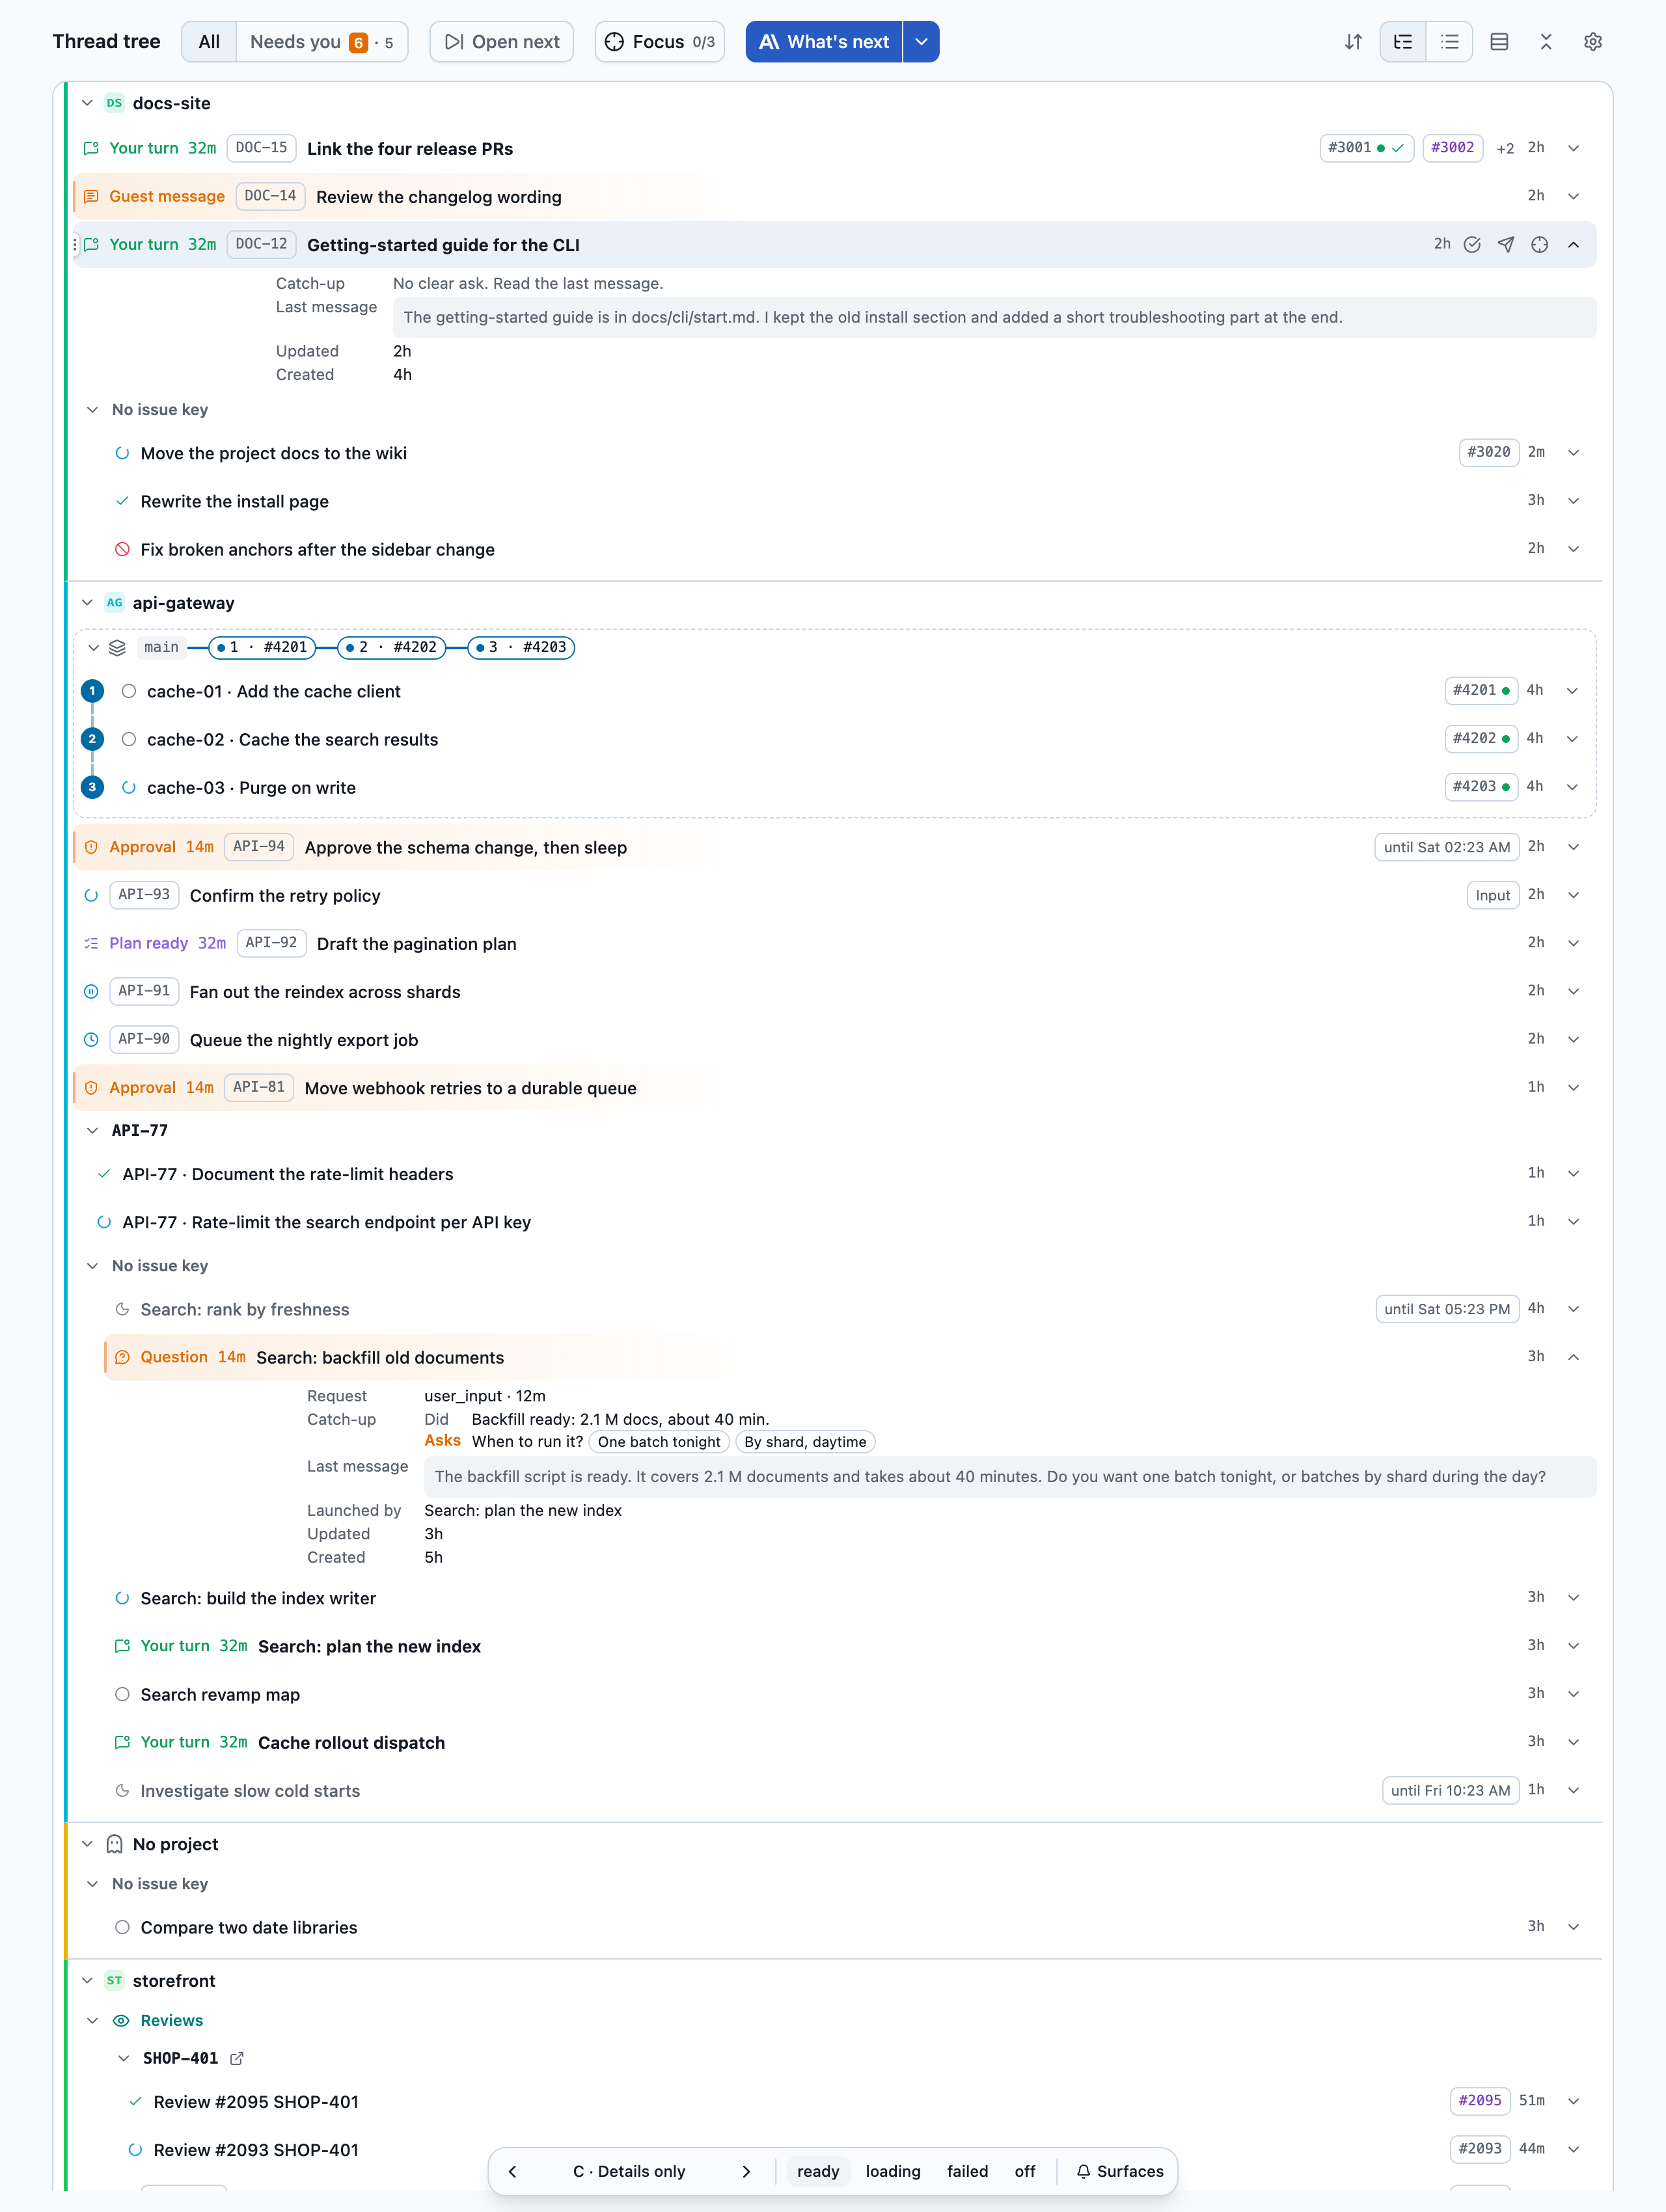 Thread tree All Needs you 6 · 5 Open next Focus 0/3 What's next
DS docs-site
Your turn 32m DOC-15 Link the four release PRs #3001 #3002 +2 2h
Guest message DOC-14 Review the changelog wording 2h
Your turn 32m DOC-12 Getting-started guide for the CLI 2h
Catch-up No clear ask. Read the last message.
Last message The getting-started guide is in docs/cli/start.md. I kept the old install section and added a short troubleshooting part at the end.
Updated 2h
Created 4h
No issue key
Move the project docs to the wiki #3020 2m
Rewrite the install page 3h
Fix broken anchors after the sidebar change 2h
AG api-gateway
main 1 · #4201 2 · #4202 3 · #4203
1 cache-01 · Add the cache client #4201 4h
2 cache-02 · Cache the search results #4202 4h
3 cache-03 · Purge on write #4203 4h
Approval 14m API-94 Approve the schema change, then sleep until Sat 02:23 AM 2h
API-93 Confirm the retry policy Input 2h
Plan ready 32m API-92 Draft the pagination plan 2h
API-91 Fan out the reindex across shards 2h
API-90 Queue the nightly export job 2h
Approval 14m API-81 Move webhook retries to a durable queue 1h
API-77
API-77 · Document the rate-limit headers 1h
API-77 · Rate-limit the search endpoint per API key 1h
No issue key
Search: rank by freshness until Sat 05:23 PM 4h
Question 14m Search: backfill old documents 3h
Request user_input · 12m
Catch-up Did Backfill ready: 2.1 M docs, about 40 min.
Asks When to run it? One batch tonight By shard, daytime
Last message The backfill script is ready. It covers 2.1 M documents and takes about 40 minutes. Do you want one batch tonight, or batches by shard during the day?
Launched by Search: plan the new index
Updated 3h
Created 5h
Search: build the index writer 3h
Your turn 32m Search: plan the new index 3h
Search revamp map 3h
Your turn 32m Cache rollout dispatch 3h
Investigate slow cold starts until Fri 10:23 AM 1h
No project
No issue key
Compare two date libraries 3h
ST storefront
Reviews
SHOP-401
Review #2095 SHOP-401 #2095 51m
Review #2093 SHOP-401 #2093 44m
C · Details only ready loading failed off Surfaces